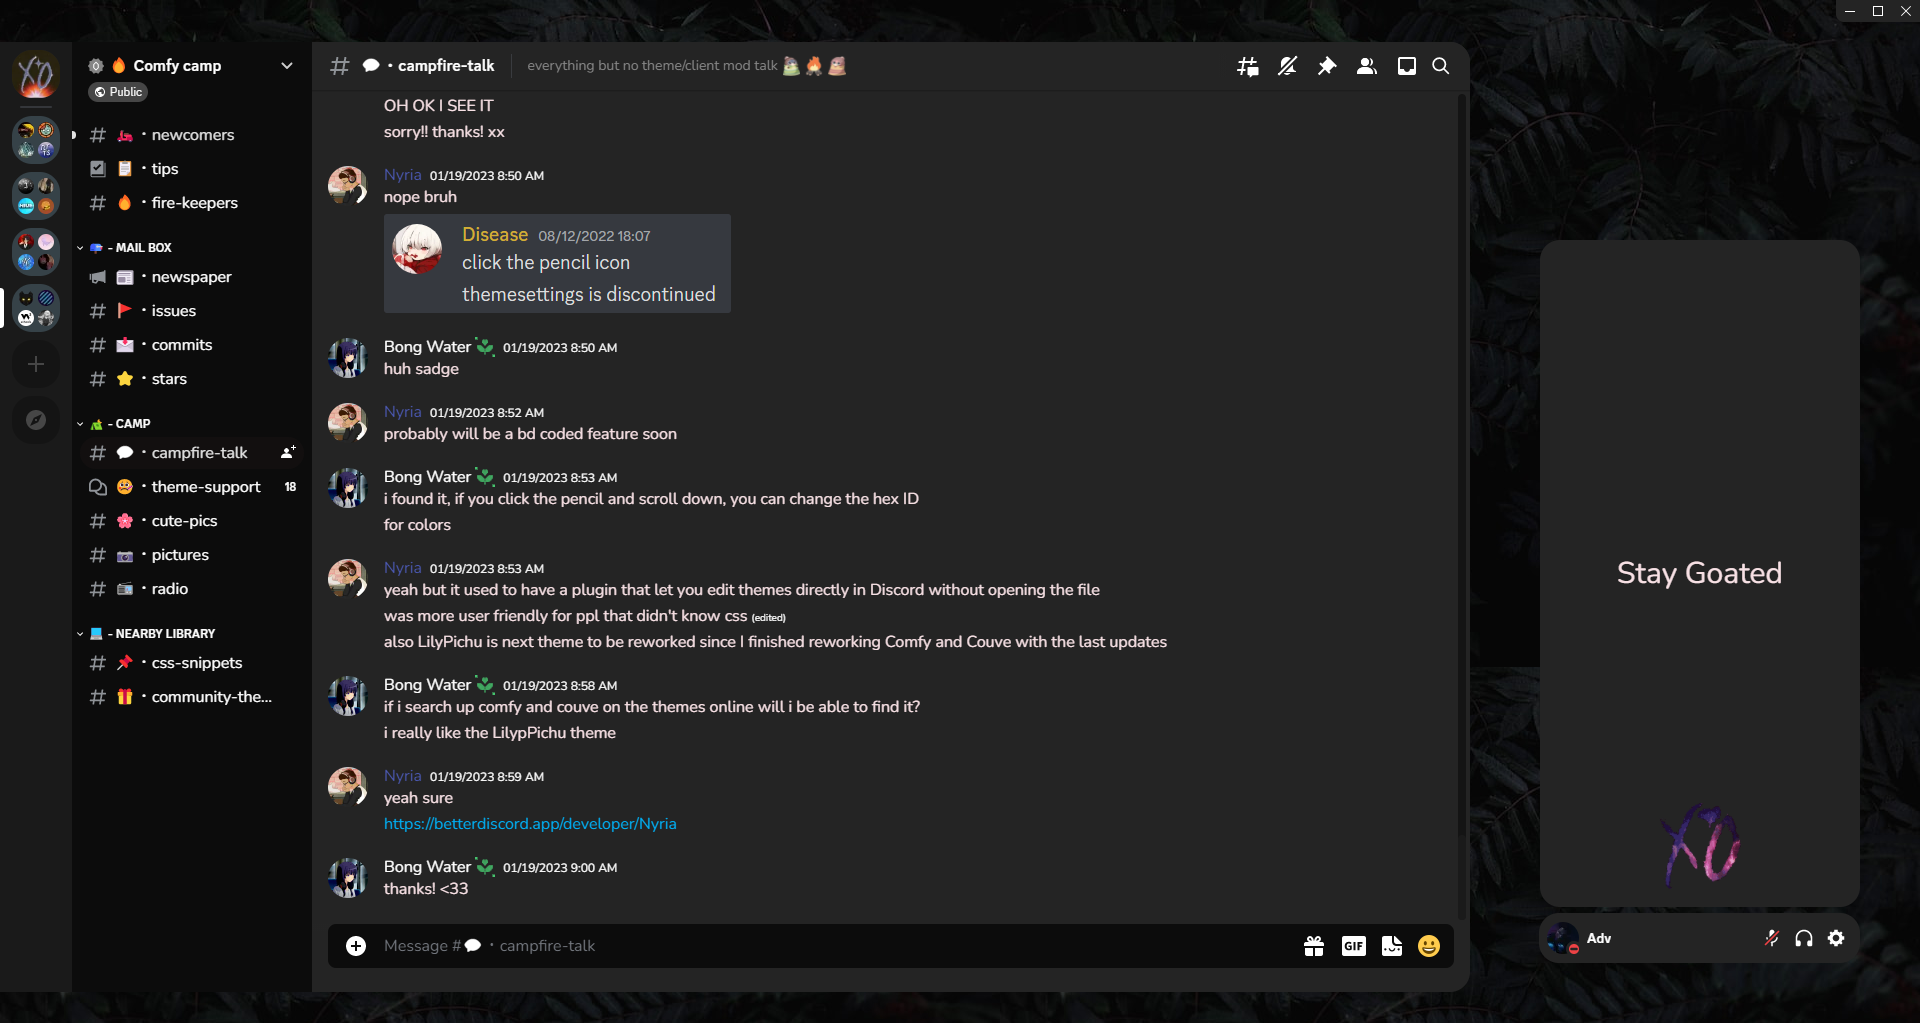 Comfy camp
Public
newcomers
tips
fire-keepers
- MAIL BOX
newspaper
issues
commits
stars
- CAMP
campfire-talk
theme-support 18
cute-pics
pictures
radio
- NEARBY LIBRARY
css-snippets
community-the...
campfire-talk everything but no theme/client mod talk
OH OK I SEE IT
sorry!! thanks! xx
Nyria 01/19/2023 8:50 AM
nope bruh
Disease 08/12/2022 18:07
click the pencil icon
themesettings is discontinued
Bong Water 01/19/2023 8:50 AM
huh sadge
Nyria 01/19/2023 8:52 AM
probably will be a bd coded feature soon
Bong Water 01/19/2023 8:53 AM
i found it, if you click the pencil and scroll down, you can change the hex ID
for colors
Nyria 01/19/2023 8:53 AM
yeah but it used to have a plugin that let you edit themes directly in Discord without opening the file
was more user friendly for ppl that didn't know css (edited)
also LilyPichu is next theme to be reworked since I finished reworking Comfy and Couve with the last updates
Bong Water 01/19/2023 8:58 AM
if i search up comfy and couve on the themes online will i be able to find it?
i really like the LilypPichu theme
Nyria 01/19/2023 8:59 AM
yeah sure
https://betterdiscord.app/developer/Nyria
Bong Water 01/19/2023 9:00 AM
thanks! <33
Message # campfire-talk
GIF
Stay Goated
XO
Adv